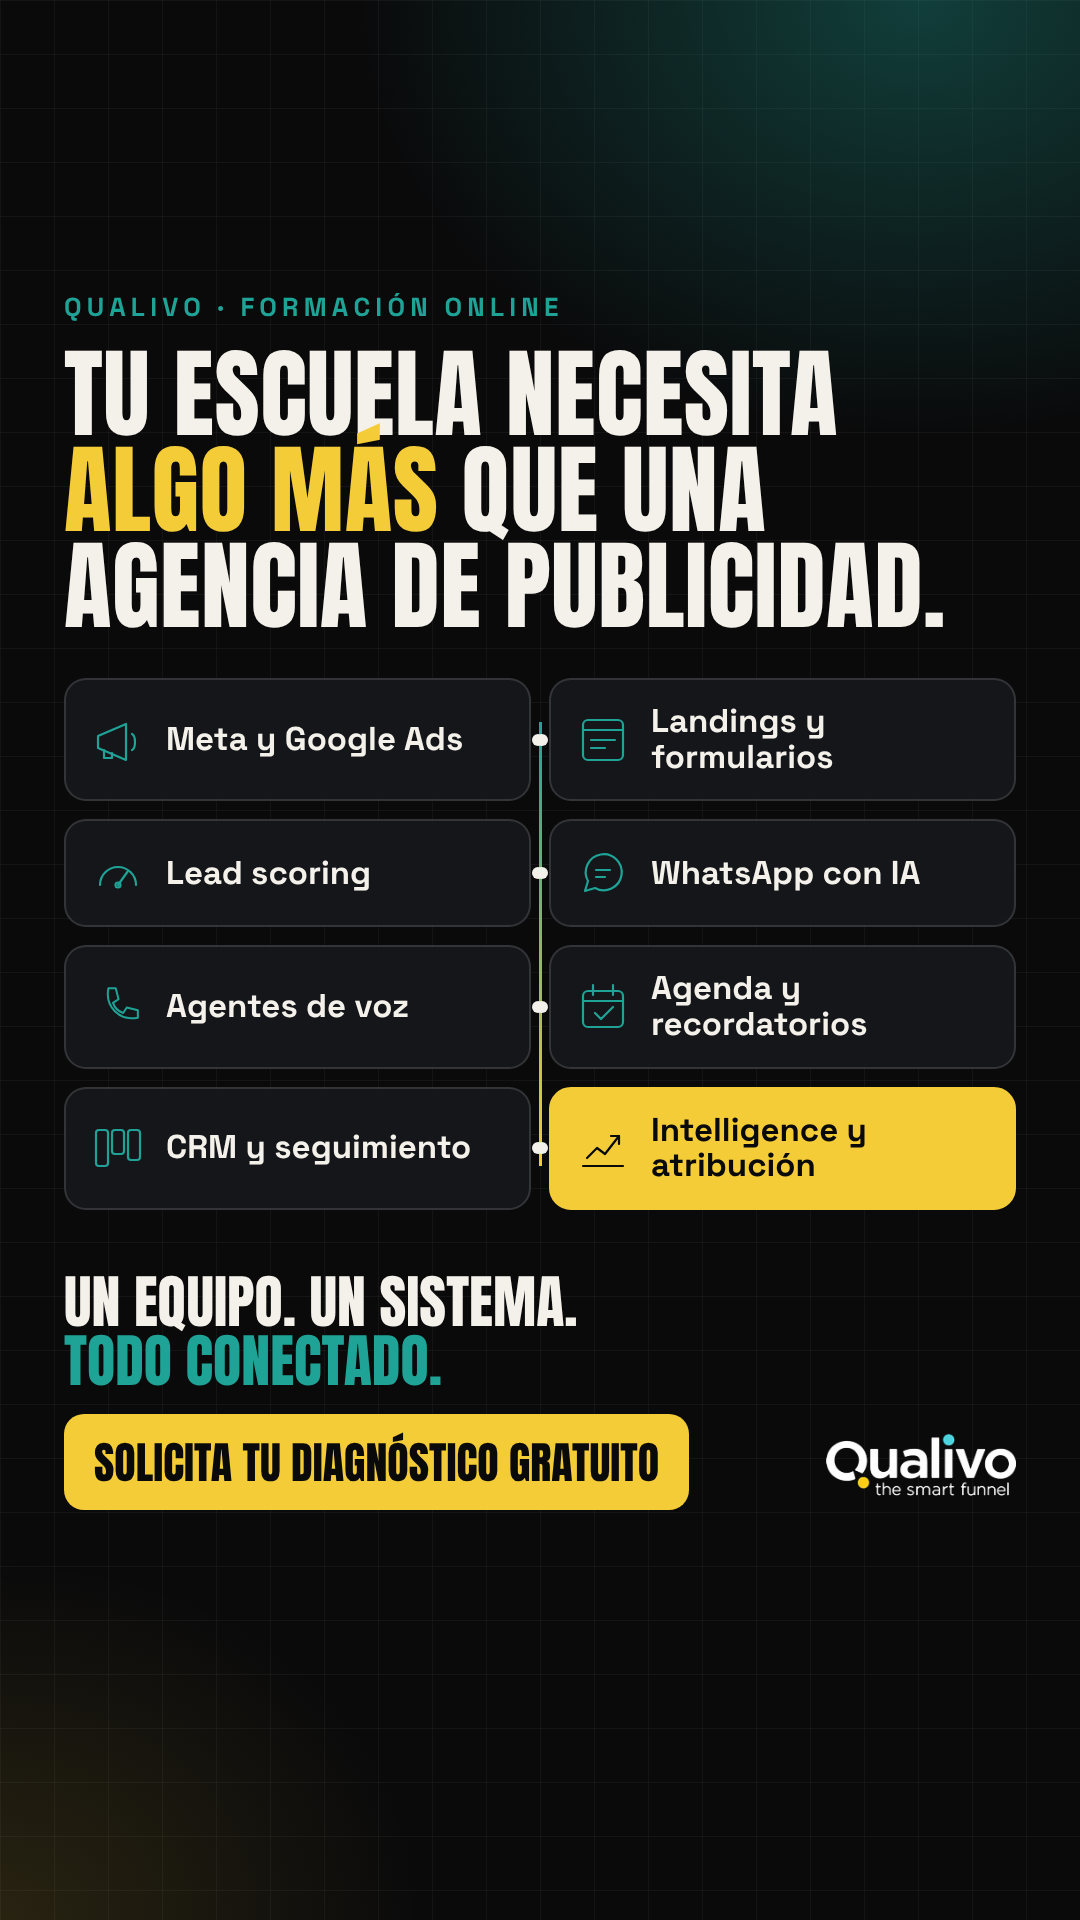 QUALIVO · FORMACIÓN ONLINE
TU ESCUELA NECESITA
ALGO MÁS QUE UNA
AGENCIA DE PUBLICIDAD.
Meta y Google Ads
Landings y
formularios
Lead scoring
WhatsApp con IA
Agentes de voz
Agenda y
recordatorios
CRM y seguimiento
Intelligence y
atribución
UN EQUIPO. UN SISTEMA.
TODO CONECTADO.
SOLICITA TU DIAGNÓSTICO GRATUITO
Qualivo
the smart funnel